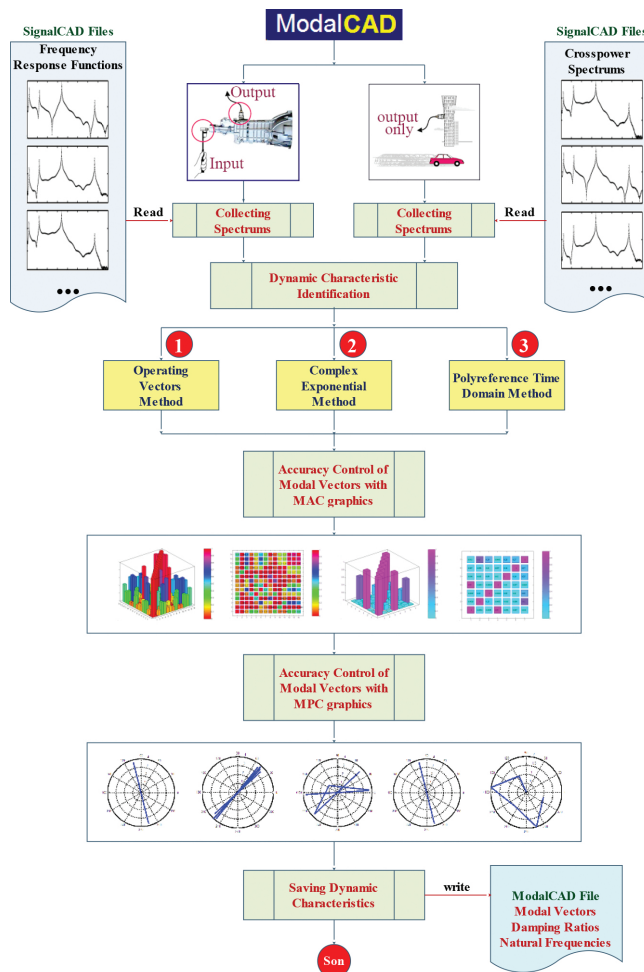 ModalCAD
SignalCAD Files
Frequency
Response Functions
SignalCAD Files
Crosspower
Spectrums
Output
Input
output
only
Read
Collecting
Spectrums
Collecting
Spectrums
Read
•••
•••
Dynamic Characteristic
Identification
1
2
3
Operating
Vectors
Method
Complex
Exponential
Method
Polyreference Time
Domain Method
Accuracy Control of
Modal Vectors with
MAC graphics
Accuracy Control of
Modal Vectors with
MPC graphics
Saving Dynamic
Characteristics
write
ModalCAD File
Modal Vectors
Damping Ratios
Natural Frequencies
Son